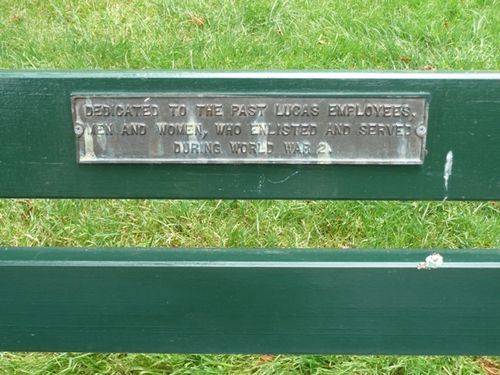 DEDICATED TO THE PAST LUCAS EMPLOYEES,
MEN AND WOMEN, WHO ENLISTED AND SERVED
DURING WORLD WAR 2